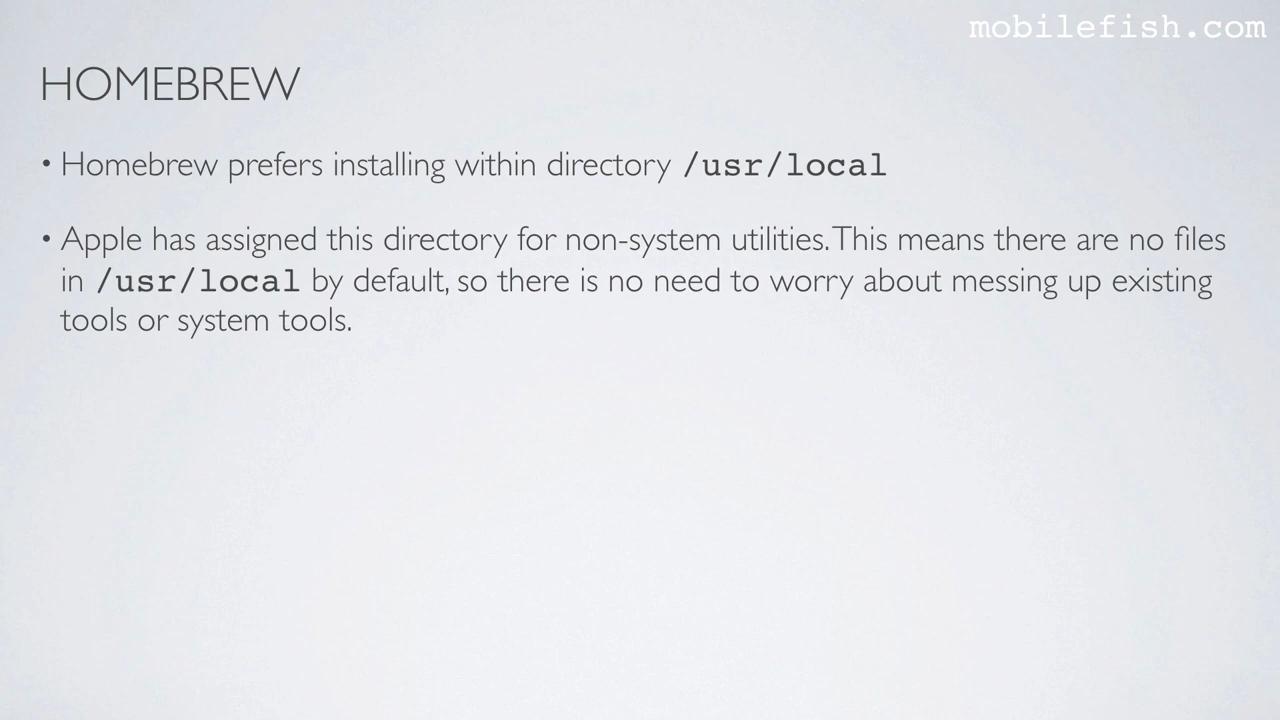 mobilefish.com
HOMEBREW
• Homebrew prefers installing within directory /usr/local
• Apple has assigned this directory for non-system utilities. This means there are no files
in /usr/local by default, so there is no need to worry about messing up existing
tools or system tools.